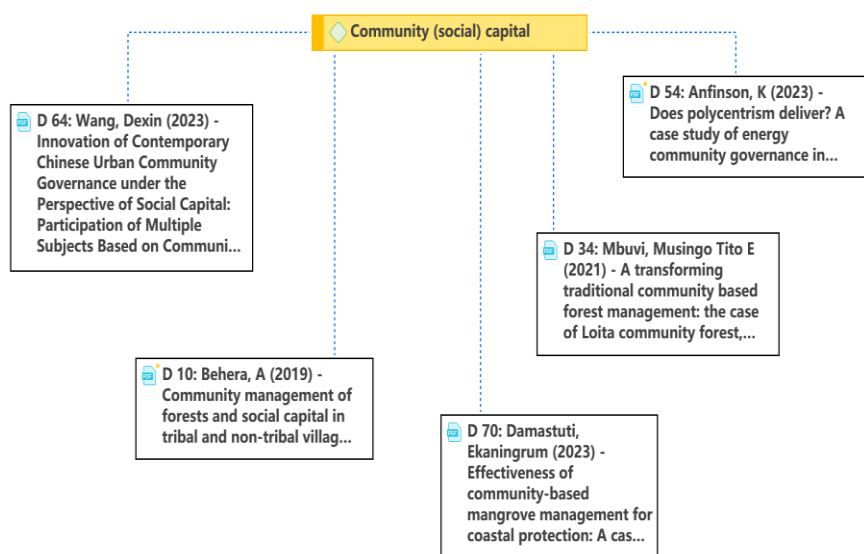 Community (social) capital
D 64: Wang, Dexin (2023) -
Innovation of Contemporary
Chinese Urban Community
Governance under the
Perspective of Social Capital:
Participation of Multiple
Subjects Based on Communi...
D 54: Anfinson, K (2023) -
Does polycentrism deliver? A
case study of energy
community governance in...
D 34: Mbuvi, Musingo Tito E
(2021) - A transforming
traditional community based
forest management: the case
of Loita community forest,...
D 10: Behera, A (2019) -
Community management of
forests and social capital in
tribal and non-tribal villag...
D 70: Damastuti,
Ekaningrum (2023) -
Effectiveness of
community-based
mangrove management for
coastal protection: A cas...